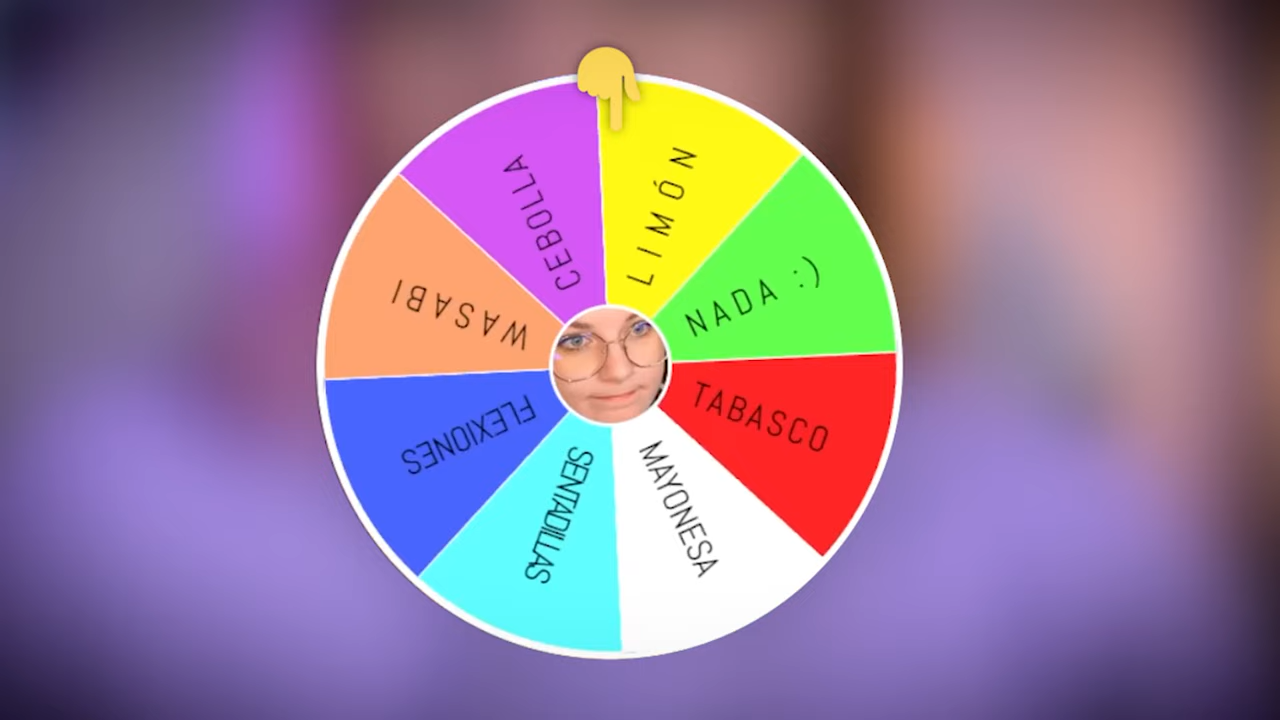 LIMÓN
NADA :)
TABASCO
MAYONESA
SENTADILLAS
FLEXIONES
WASABI
CEBOLLA